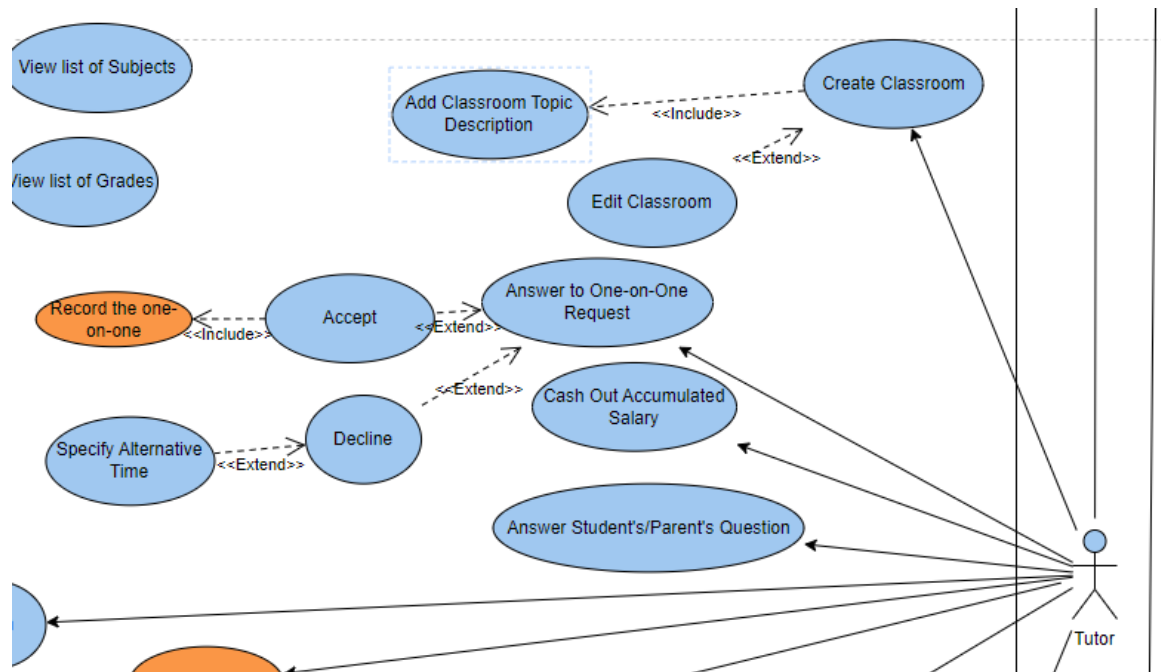 View list of Subjects
Add Classroom Topic
Description
Create Classroom
<<Include>>
<<Extend>>
View list of Grades
Edit Classroom
Record the one-
on-one
<<Include>>
Accept
<<Extend>>
Answer to One-on-One
Request
<<Extend>>
Cash Out Accumulated
Salary
Specify Alternative
Time
<<Extend>>
Decline
Answer Student's/Parent's Question
Tutor